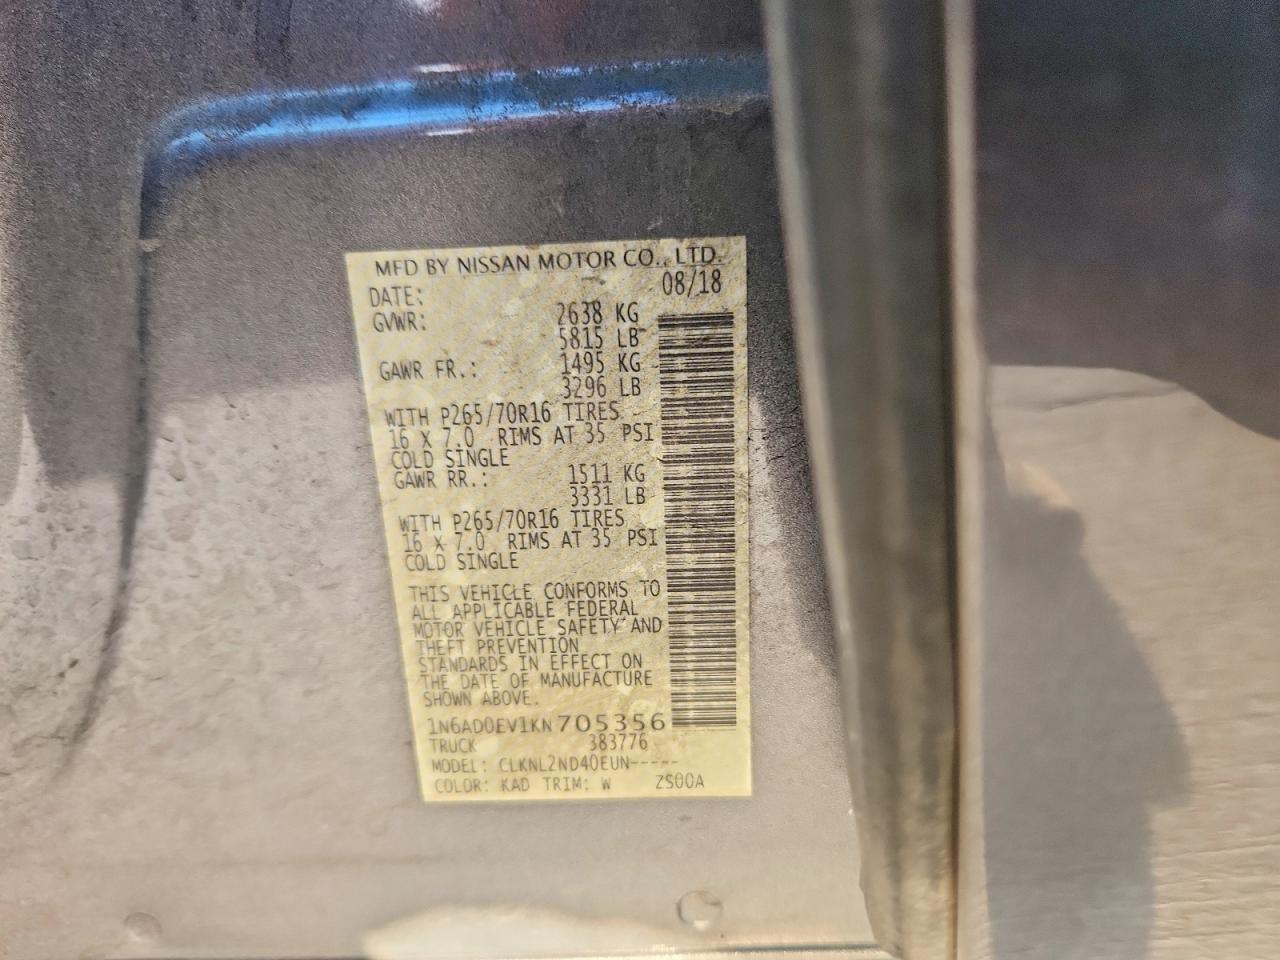 MFD BY NISSAN MOTOR CO., LTD.
DATE: 08/18
GVWR: 2638 KG
5815 LB
GAWR FR.: 1495 KG
3296 LB
WITH P265/70R16 TIRES
16 X 7.0 RIMS AT 35 PSI
COLD SINGLE
GAWR RR.: 1511 KG
3331 LB
WITH P265/70R16 TIRES
16 X 7.0 RIMS AT 35 PSI
COLD SINGLE
THIS VEHICLE CONFORMS TO
ALL APPLICABLE FEDERAL
MOTOR VEHICLE SAFETY AND
THEFT PREVENTION
STANDARDS IN EFFECT ON
THE DATE OF MANUFACTURE
SHOWN ABOVE.
1N6AD0EV1KN705356
TRUCK 383776
MODEL: CLKNL2ND40EUN-----
COLOR: KAD TRIM: W ZS00A